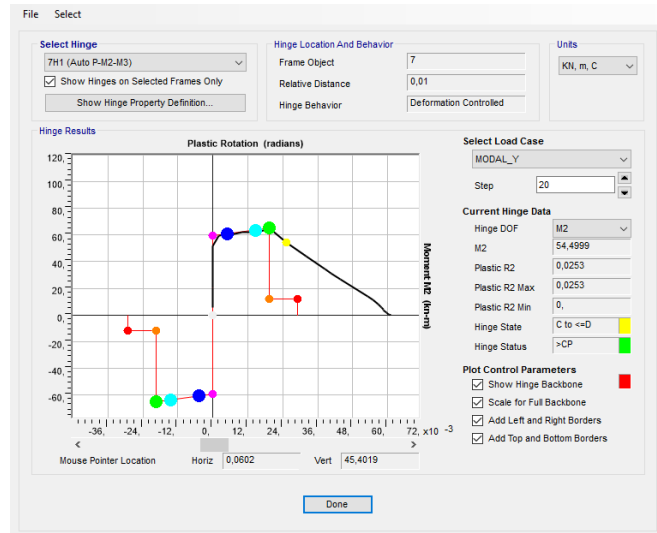 File Select
Select Hinge
7H1 (Auto P-M2-M3)
Show Hinges on Selected Frames Only
Show Hinge Property Definition...
Hinge Location And Behavior
Frame Object 7
Relative Distance 0,01
Hinge Behavior Deformation Controlled
Units
KN, m, C
Hinge Results
Plastic Rotation (radians)
120,
100,
80,
60,
40,
20,
0,
-20,
-40,
-60,
-36, -24, -12, 0, 12, 24, 36, 48, 60, 72, x10 -3
Moment M2 (kn-m)
< >
Mouse Pointer Location Horiz 0,0602 Vert 45,4019
Select Load Case
MODAL_Y
Step 20
Current Hinge Data
Hinge DOF M2
M2 54,4999
Plastic R2 0,0253
Plastic R2 Max 0,0253
Plastic R2 Min 0,
Hinge State C to <=D
Hinge Status >CP
Plot Control Parameters
Show Hinge Backbone
Scale for Full Backbone
Add Left and Right Borders
Add Top and Bottom Borders
Done